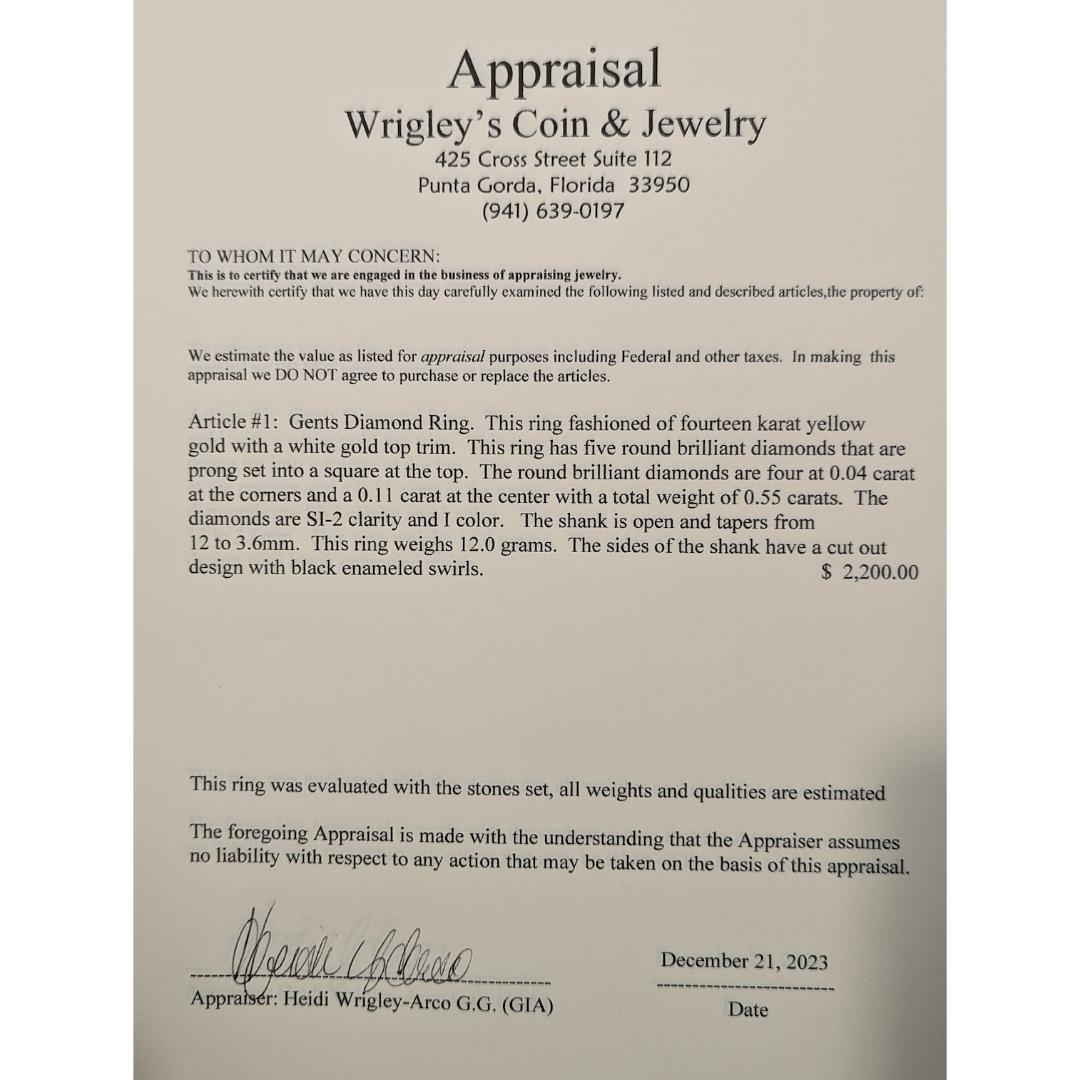 Appraisal
Wrigley's Coin & Jewelry
425 Cross Street Suite 112
Punta Gorda, Florida 33950
(941) 639-0197
TO WHOM IT MAY CONCERN:
This is to certify that we are engaged in the business of appraising jewelry.
We herewith certify that we have this day carefully examined the following listed and described articles,the property of:
We estimate the value as listed for appraisal purposes including Federal and other taxes. In making this
appraisal we DO NOT agree to purchase or replace the articles.
Article #1: Gents Diamond Ring. This ring fashioned of fourteen karat yellow
gold with a white gold top trim. This ring has five round brilliant diamonds that are
prong set into a square at the top. The round brilliant diamonds are four at 0.04 carat
at the corners and a 0.11 carat at the center with a total weight of 0.55 carats. The
diamonds are SI-2 clarity and I color. The shank is open and tapers from
12 to 3.6mm. This ring weighs 12.0 grams. The sides of the shank have a cut out
design with black enameled swirls. $ 2,200.00
This ring was evaluated with the stones set, all weights and qualities are estimated
The foregoing Appraisal is made with the understanding that the Appraiser assumes
no liability with respect to any action that may be taken on the basis of this appraisal.
December 21, 2023
Appraiser: Heidi Wrigley-Arco G.G. (GIA)
Date